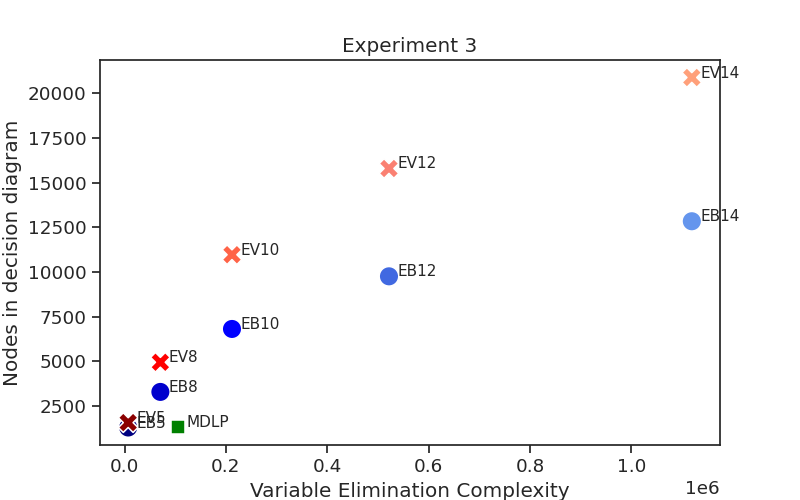 Experiment 3
Nodes in decision diagram
20000
17500
15000
12500
10000
7500
5000
2500
EV14
EV12
EB14
EV10
EB12
EB10
EV8
EB8
EV5
EB5
MDLP
0.0 0.2 0.4 0.6 0.8 1.0
1e6
Variable Elimination Complexity